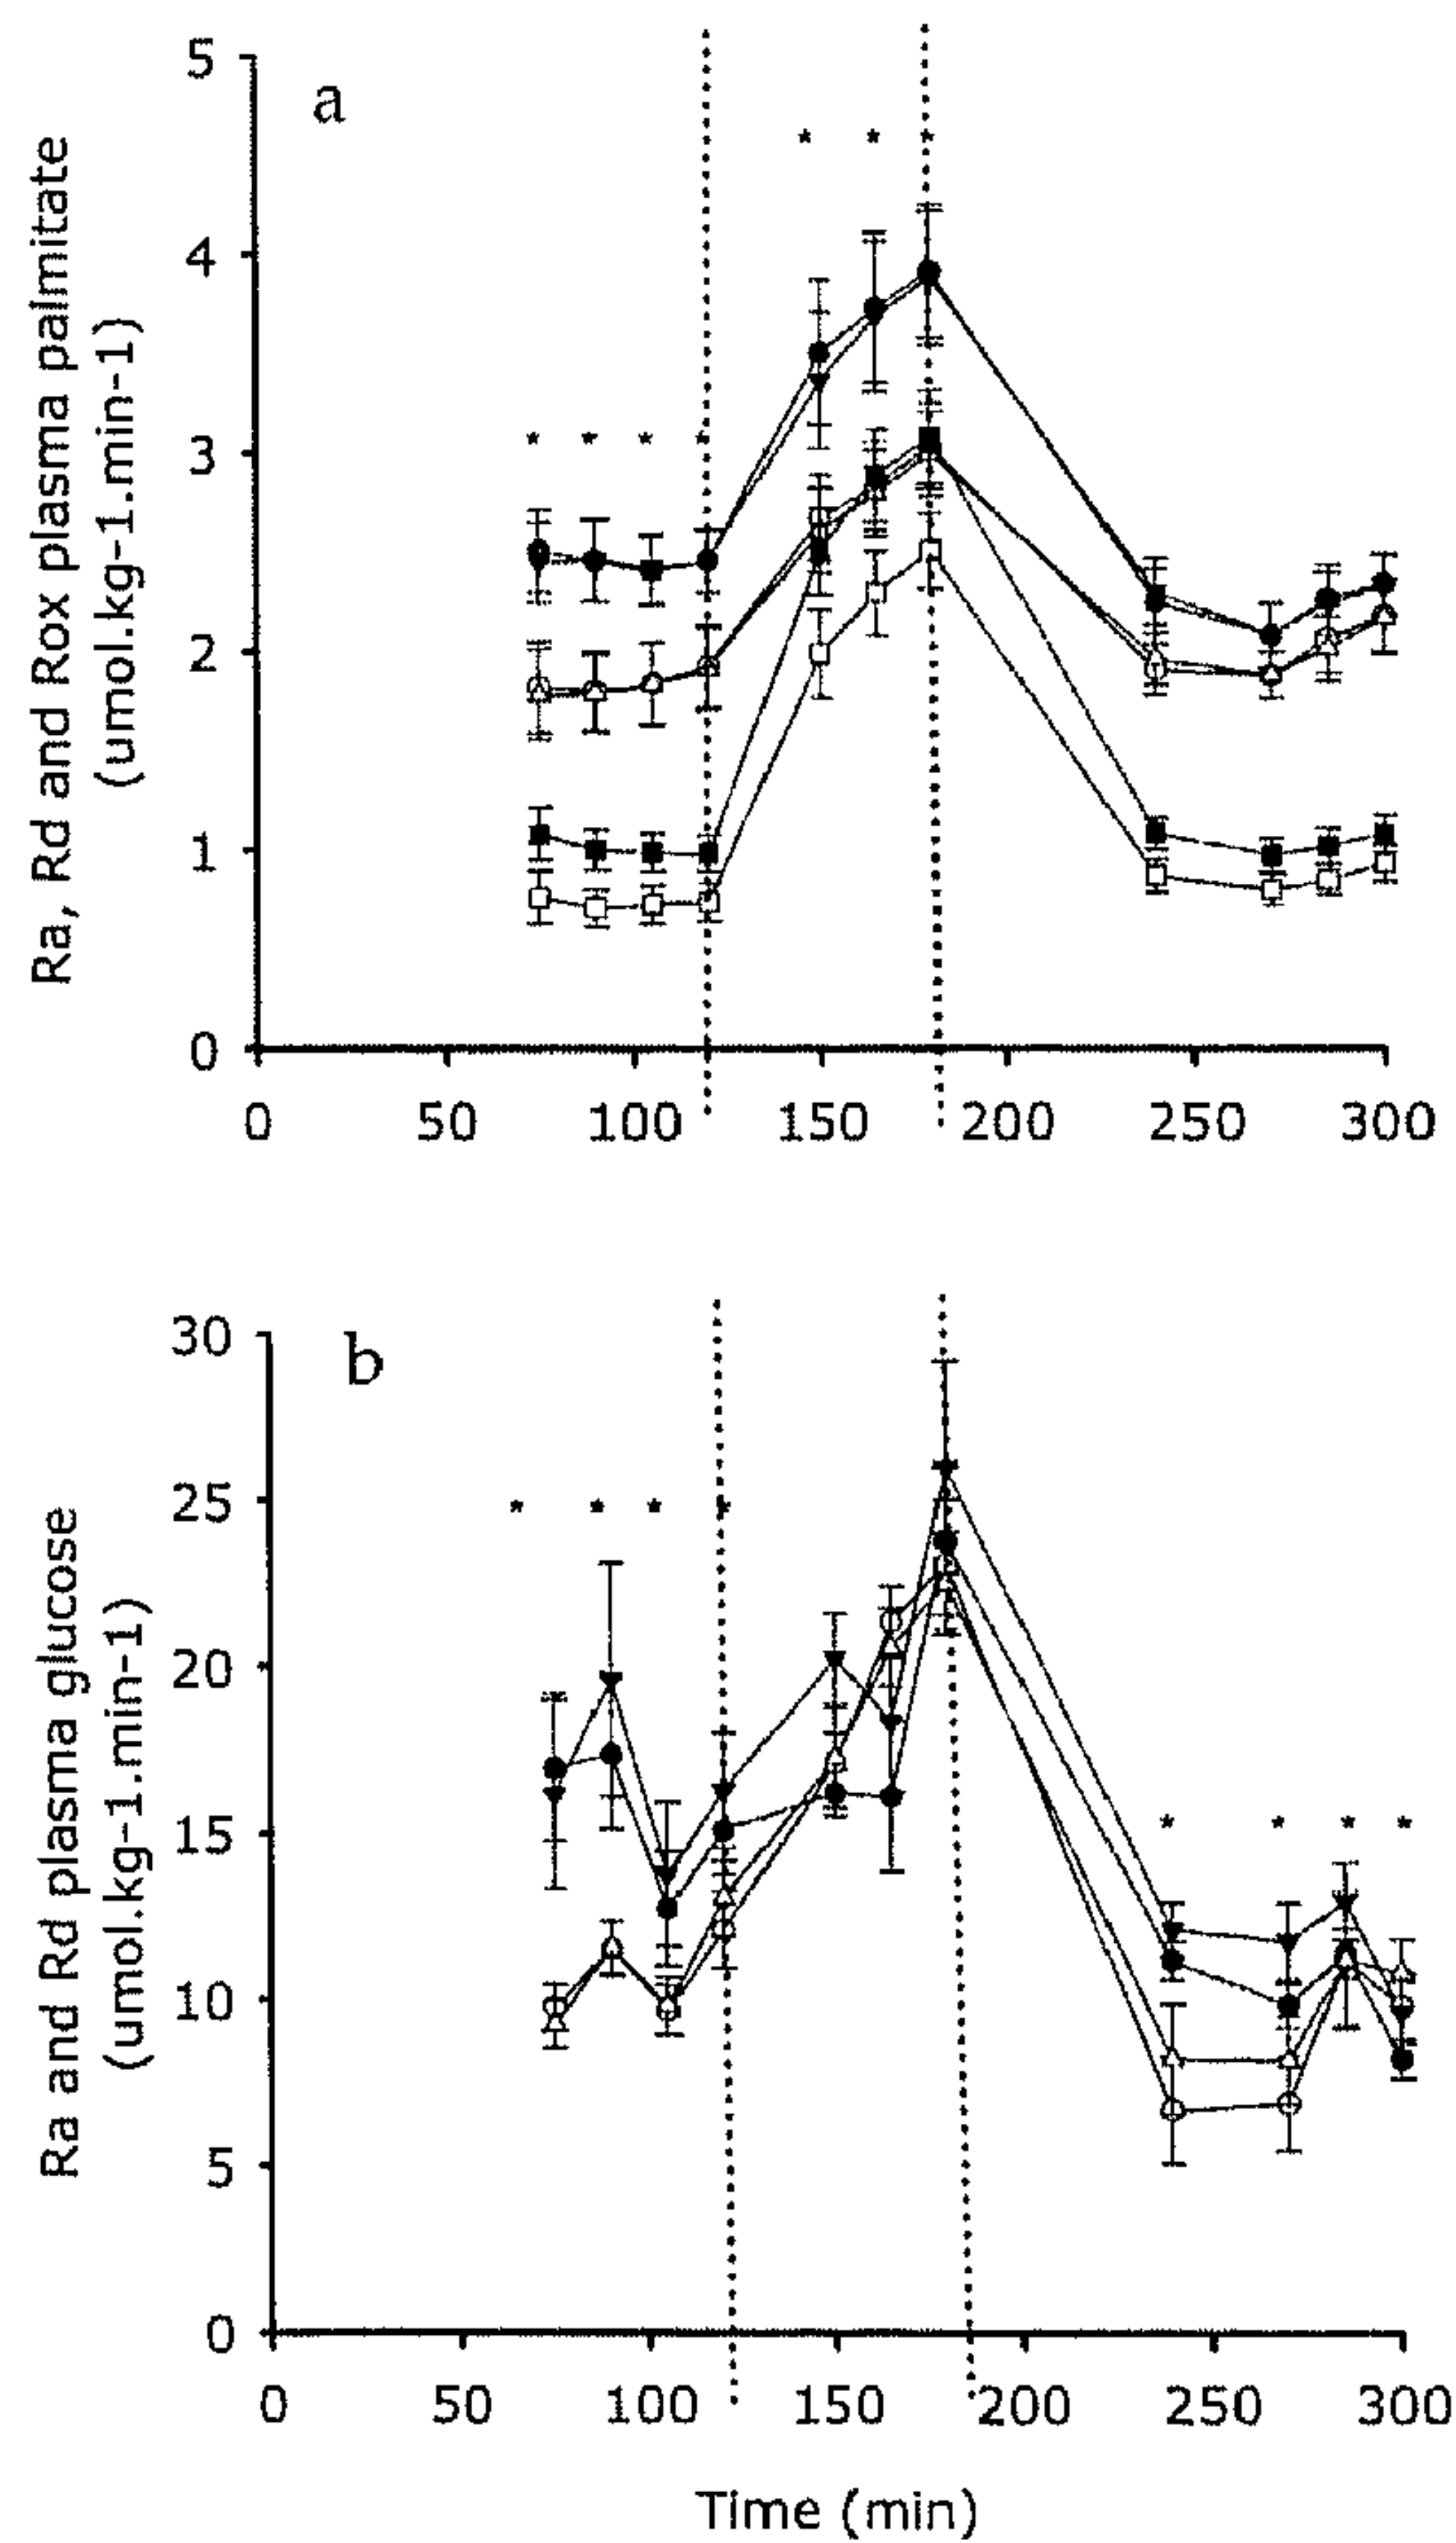 a
Ra, Rd and Rox plasma palmitate
(umol.kg-1.min-1)
5
4
3
2
1
0
* * *
* * * *
0 50 100 150 200 250 300
b
Ra and Rd plasma glucose
(umol.kg-1.min-1)
30
25
20
15
10
5
0
* * * *
* * * *
0 50 100 150 200 250 300
Time (min)